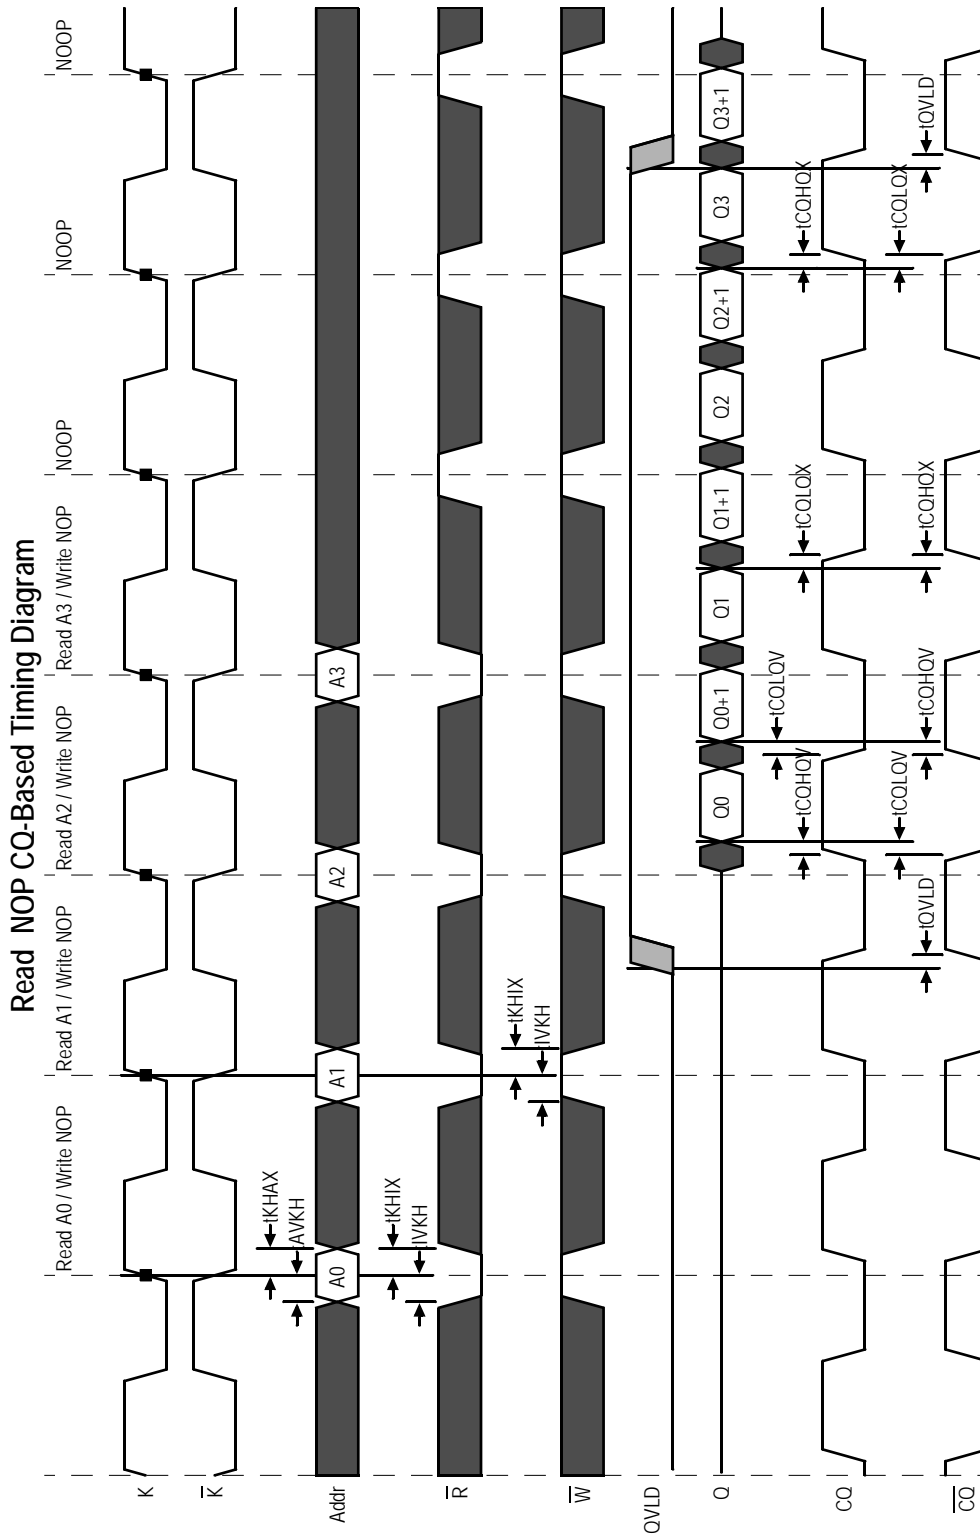 Read NOP CQ-Based Timing Diagram
Read A0 / Write NOP
Read A1 / Write NOP
Read A2 / Write NOP
Read A3 / Write NOP
NOOP
NOOP
NOOP
K
K̅
tKHAX
tAVKH
Addr
A0
A1
A2
A3
tKHIX
tIVKH
R̅
tKHIX
tIVKH
W̅
QVLD
Q
Q0
Q0+1
Q1
Q1+1
Q2
Q2+1
Q3
Q3+1
tCQLQV
tCQHQV
tCQLQX
tCQHQX
CQ
tCQLQV
tCQLQX
tQVLD
tCQHQV
tCQHQX
tQVLD
C̅Q̅